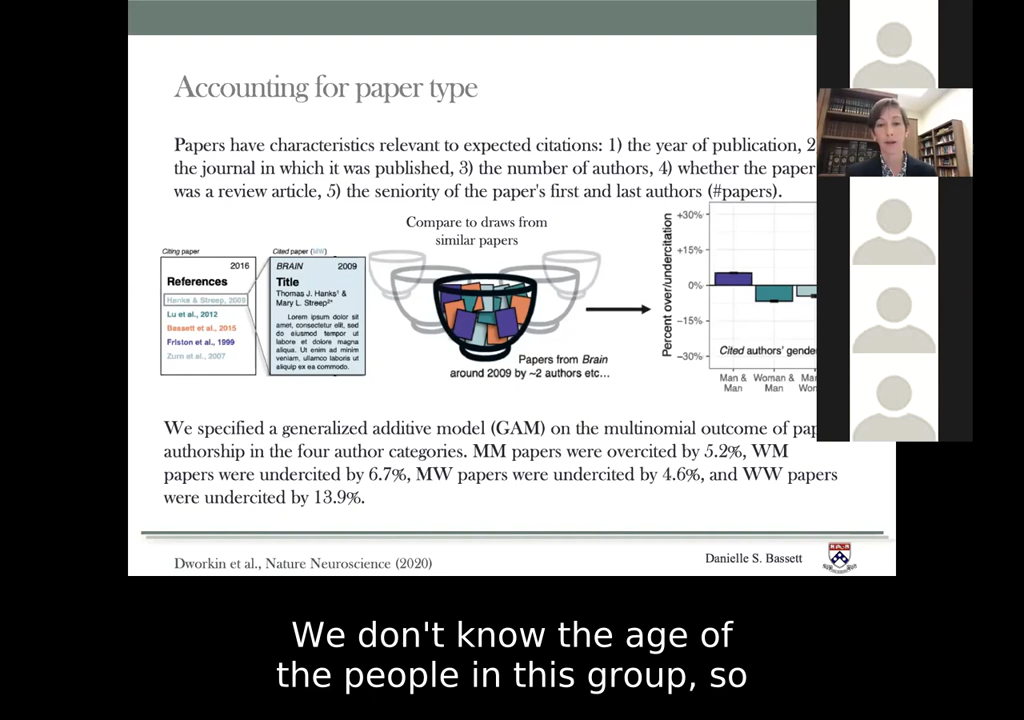 Accounting for paper type
Papers have characteristics relevant to expected citations: 1) the year of publication, 2
the journal in which it was published, 3) the number of authors, 4) whether the paper
was a review article, 5) the seniority of the paper's first and last authors (#papers).
Compare to draws from
similar papers
Citing paper
2016
References
Hanks & Streep, 2009
Lu et al., 2012
Bassett et al., 2015
Friston et al., 1999
Zurn et al., 2007
Cited paper (MW)
BRAIN 2009
Title
Thomas J. Hanks¹ &
Mary L. Streep²*
Lorem ipsum dolor sit
amet, consectetur elit, sed
do eiusmod tempor ut
labore et dolore magna
aliqua. Ut enim ad minim
veniam, ullamco laboris ut
aliquip ex ea commodo.
Papers from Brain
around 2009 by ~2 authors etc...
Percent over/undercitation
+30%
+15%
0%
−15%
−30%
Cited authors' gende
Man & Woman & Ma
Man Man Wor
We specified a generalized additive model (GAM) on the multinomial outcome of pap
authorship in the four author categories. MM papers were overcited by 5.2%, WM
papers were undercited by 6.7%, MW papers were undercited by 4.6%, and WW papers
were undercited by 13.9%.
Dworkin et al., Nature Neuroscience (2020)
Danielle S. Bassett
We don't know the age of
the people in this group, so